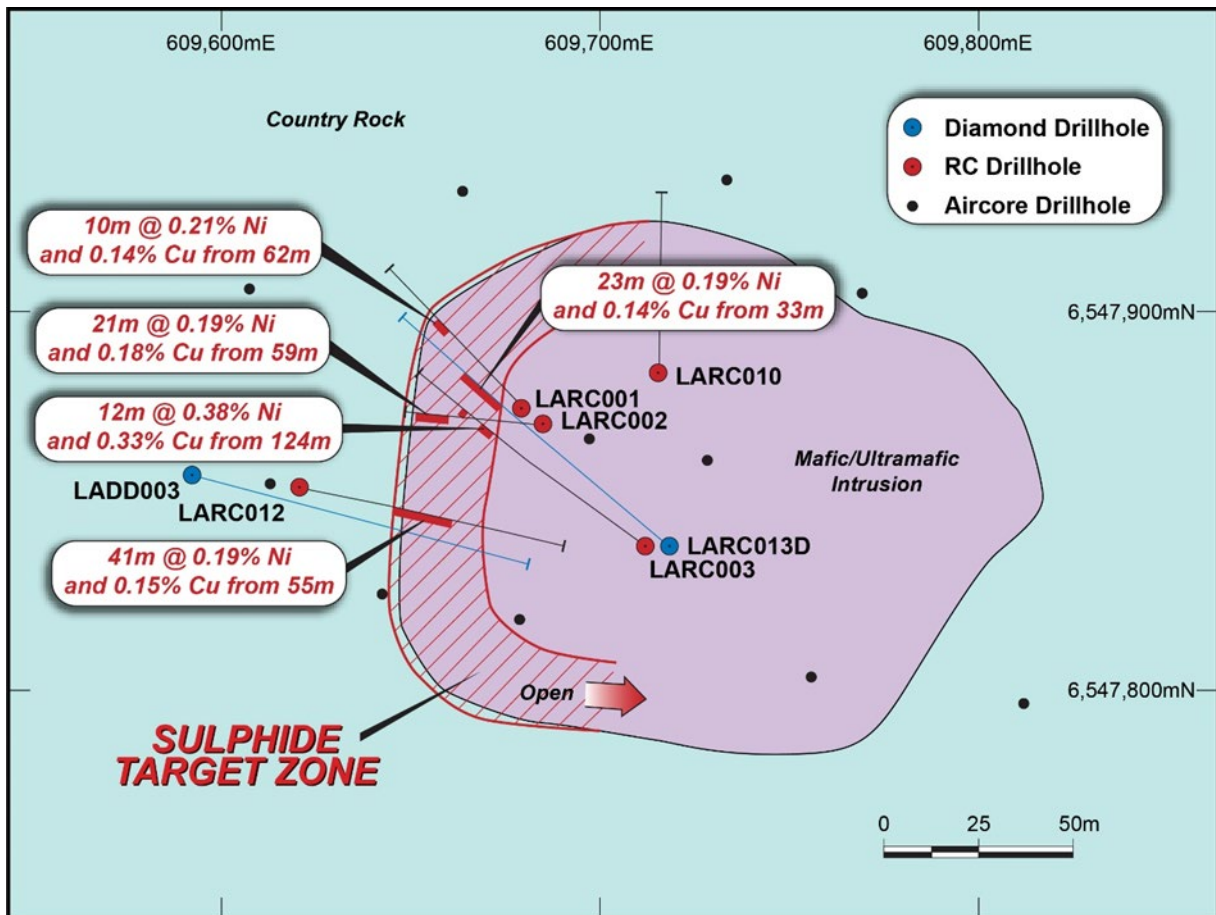 609,600mE
609,700mE
609,800mE
Country Rock
Diamond Drillhole
RC Drillhole
Aircore Drillhole
10m @ 0.21% Ni
and 0.14% Cu from 62m
23m @ 0.19% Ni
and 0.14% Cu from 33m
6,547,900mN
21m @ 0.19% Ni
and 0.18% Cu from 59m
LARC010
LARC001
LARC002
12m @ 0.38% Ni
and 0.33% Cu from 124m
Mafic/Ultramafic
Intrusion
LADD003
LARC012
LARC013D
LARC003
41m @ 0.19% Ni
and 0.15% Cu from 55m
Open
6,547,800mN
SULPHIDE
TARGET ZONE
0 25 50m